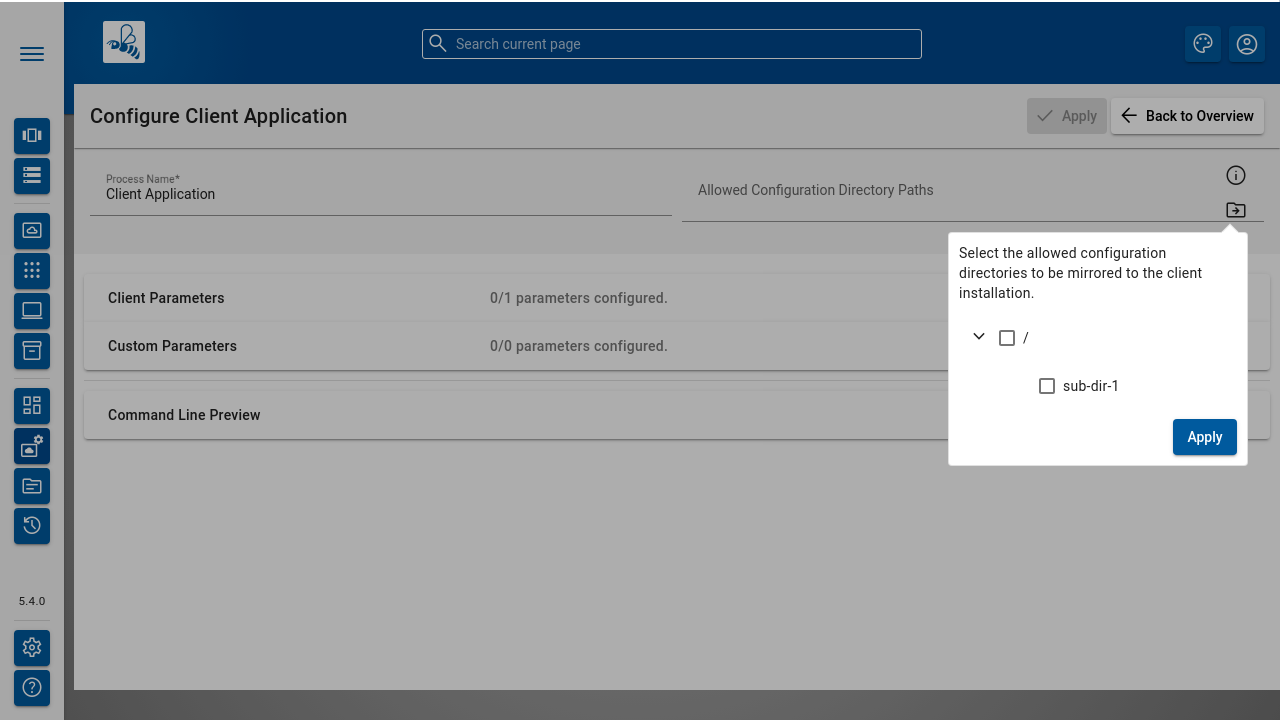 Search current page
Configure Client Application
Apply
Back to Overview
Process Name*
Client Application
Allowed Configuration Directory Paths
Select the allowed configuration
directories to be mirrored to the client
installation.
/
sub-dir-1
Apply
Client Parameters
0/1 parameters configured.
Custom Parameters
0/0 parameters configured.
Command Line Preview
5.4.0